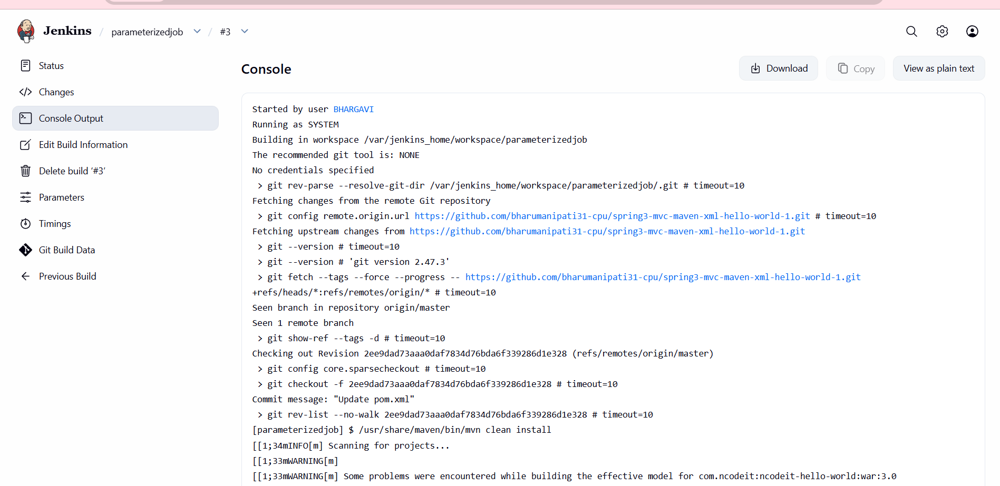 Jenkins / parameterizedjob / #3
Status
Changes
Console Output
Edit Build Information
Delete build ‘#3’
Parameters
Timings
Git Build Data
Previous Build
Console
Download
Copy
View as plain text
Started by user BHARGAVI
Running as SYSTEM
Building in workspace /var/jenkins_home/workspace/parameterizedjob
The recommended git tool is: NONE
No credentials specified
 > git rev-parse --resolve-git-dir /var/jenkins_home/workspace/parameterizedjob/.git # timeout=10
Fetching changes from the remote Git repository
 > git config remote.origin.url https://github.com/bharumanipati31-cpu/spring3-mvc-maven-xml-hello-world-1.git # timeout=10
Fetching upstream changes from https://github.com/bharumanipati31-cpu/spring3-mvc-maven-xml-hello-world-1.git
 > git --version # timeout=10
 > git --version # 'git version 2.47.3'
 > git fetch --tags --force --progress -- https://github.com/bharumanipati31-cpu/spring3-mvc-maven-xml-hello-world-1.git
+refs/heads/*:refs/remotes/origin/* # timeout=10
Seen branch in repository origin/master
Seen 1 remote branch
 > git show-ref --tags -d # timeout=10
Checking out Revision 2ee9dad73aaa0daf7834d76bda6f339286d1e328 (refs/remotes/origin/master)
 > git config core.sparsecheckout # timeout=10
 > git checkout -f 2ee9dad73aaa0daf7834d76bda6f339286d1e328 # timeout=10
Commit message: "Update pom.xml"
 > git rev-list --no-walk 2ee9dad73aaa0daf7834d76bda6f339286d1e328 # timeout=10
[parameterizedjob] $ /usr/share/maven/bin/mvn clean install
[[1;34mINFO[m] Scanning for projects...
[[1;33mWARNING[m]
[[1;33mWARNING[m] Some problems were encountered while building the effective model for com.ncodeit:ncodeit-hello-world:war:3.0